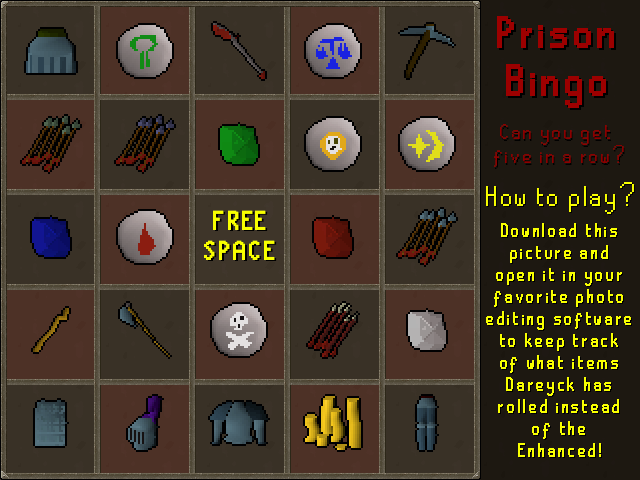 FREE
SPACE
Prison
Bingo
Can you get
five in a row?
How to play?
Download this
picture and
open it in your
favorite photo
editing software
to keep track
of what items
Dareyck has
rolled instead
of the
Enhanced!